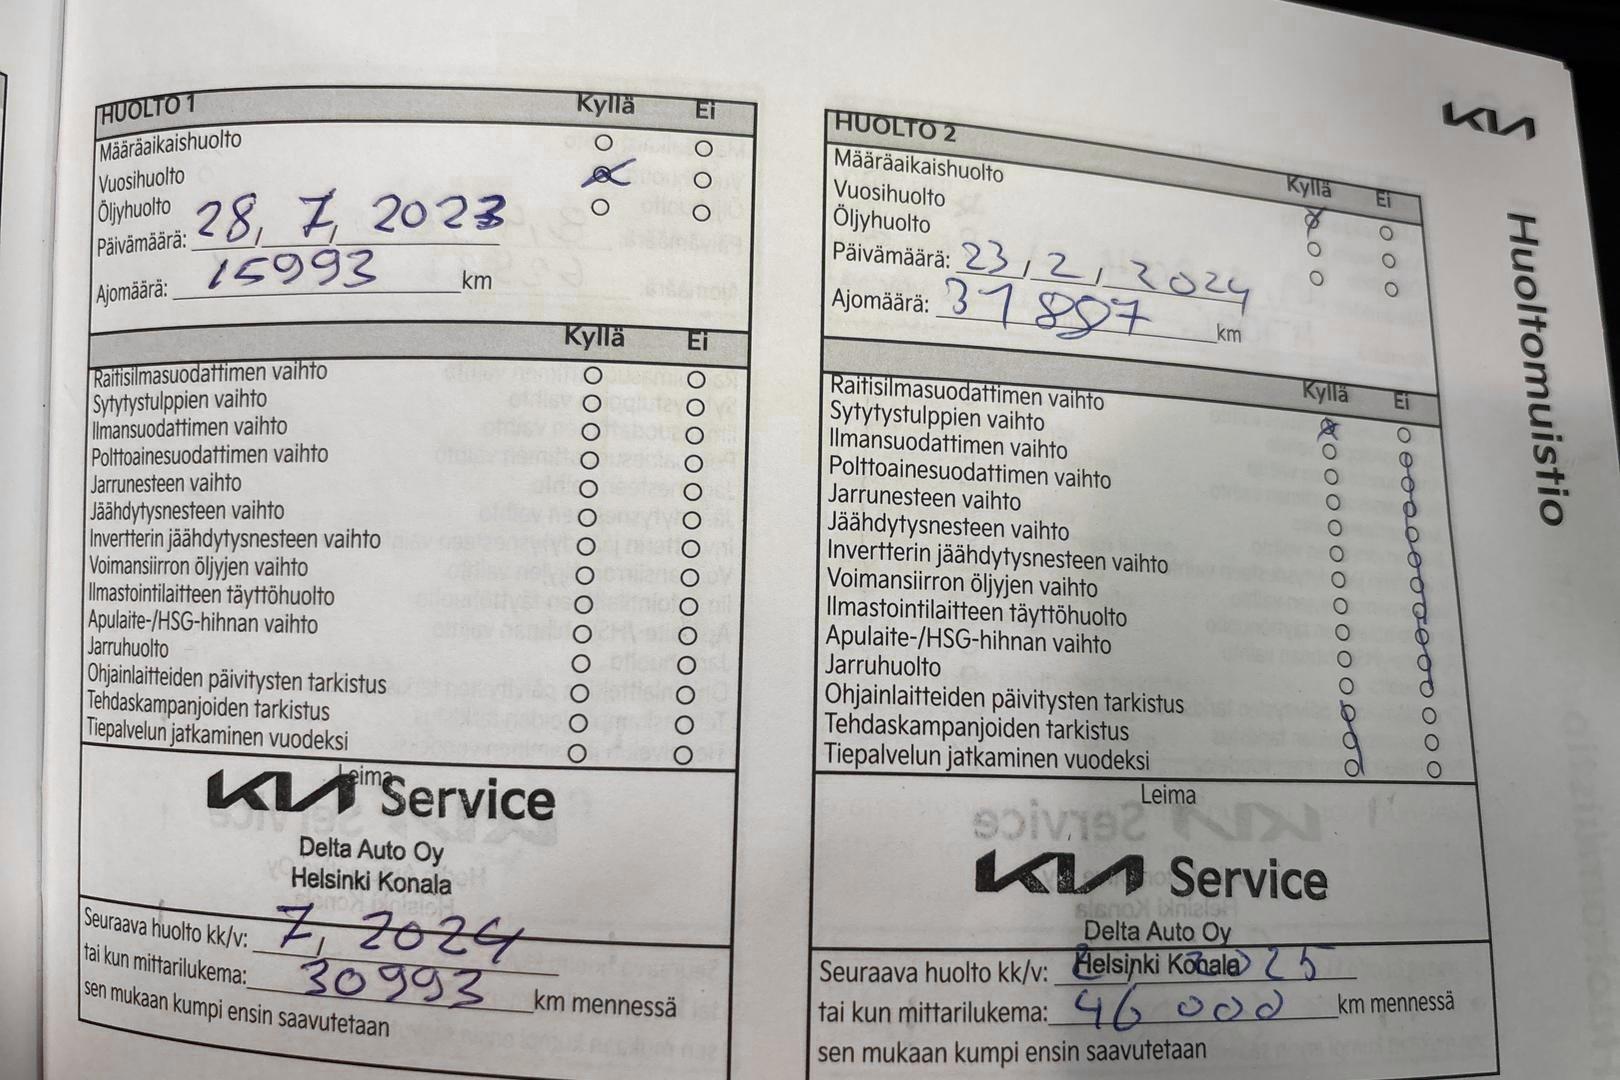 KIA
Huoltomuistio
HUOLTO 1 Kyllä Ei
Määräaikaishuolto
Vuosihuolto
Öljyhuolto
Päivämäärä: 28, 7, 2023
Ajomäärä: 15993 km
Kyllä Ei
Raitisilmasuodattimen vaihto
Sytytystulppien vaihto
Ilmansuodattimen vaihto
Polttoainesuodattimen vaihto
Jarrunesteen vaihto
Jäähdytysnesteen vaihto
Invertterin jäähdytysnesteen vaihto
Voimansiirron öljyjen vaihto
Ilmastointilaitteen täyttöhuolto
Apulaite-/HSG-hihnan vaihto
Jarruhuolto
Ohjainlaitteiden päivitysten tarkistus
Tehdaskampanjoiden tarkistus
Tiepalvelun jatkaminen vuodeksi
Leima
KIA Service
Delta Auto Oy
Helsinki Konala
Seuraava huolto kk/v: 7, 2024
tai kun mittarilukema: 30993 km mennessä
sen mukaan kumpi ensin saavutetaan
HUOLTO 2
Kyllä Ei
Määräaikaishuolto
Vuosihuolto
Öljyhuolto
Päivämäärä: 23, 2, 2024
Ajomäärä: km
Kyllä Ei
Raitisilmasuodattimen vaihto
Sytytystulppien vaihto
Ilmansuodattimen vaihto
Polttoainesuodattimen vaihto
Jarrunesteen vaihto
Jäähdytysnesteen vaihto
Invertterin jäähdytysnesteen vaihto
Voimansiirron öljyjen vaihto
Ilmastointilaitteen täyttöhuolto
Apulaite-/HSG-hihnan vaihto
Jarruhuolto
Ohjainlaitteiden päivitysten tarkistus
Tehdaskampanjoiden tarkistus
Tiepalvelun jatkaminen vuodeksi
Leima
KIA Service
Delta Auto Oy
Helsinki Konala
Seuraava huolto kk/v:
tai kun mittarilukema: 46 000 km mennessä
sen mukaan kumpi ensin saavutetaan